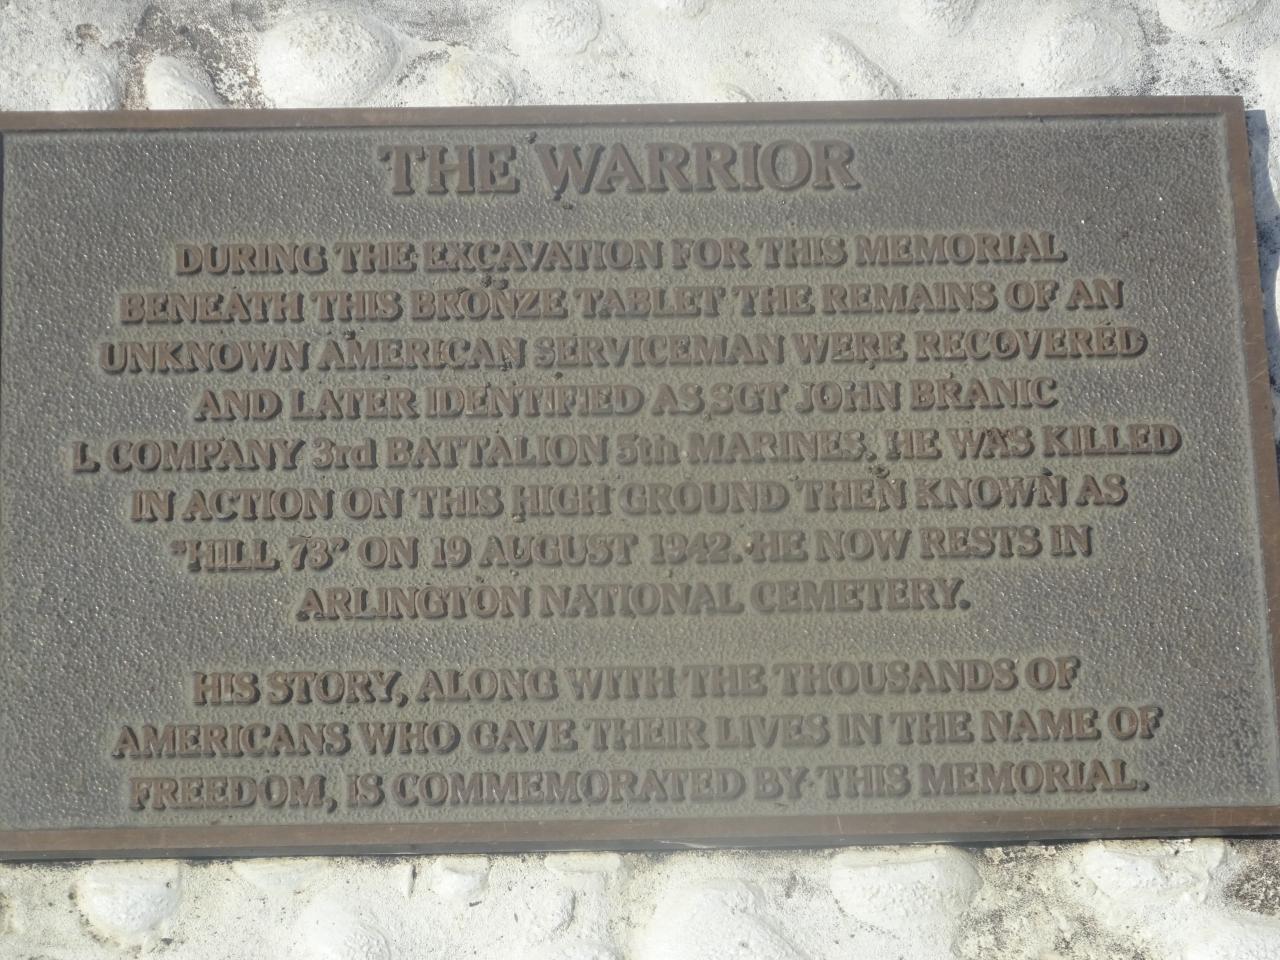 THE WARRIOR
DURING THE EXCAVATION FOR THIS MEMORIAL
BENEATH THIS BRONZE TABLET THE REMAINS OF AN
UNKNOWN AMERICAN SERVICEMAN WERE RECOVERED
AND LATER IDENTIFIED AS SGT JOHN BRANIC
L COMPANY 3rd BATTALION 5th MARINES. HE WAS KILLED
IN ACTION ON THIS HIGH GROUND THEN KNOWN AS
"HILL 73" ON 19 AUGUST 1942. HE NOW RESTS IN
ARLINGTON NATIONAL CEMETERY.
HIS STORY, ALONG WITH THE THOUSANDS OF
AMERICANS WHO GAVE THEIR LIVES IN THE NAME OF
FREEDOM, IS COMMEMORATED BY THIS MEMORIAL.